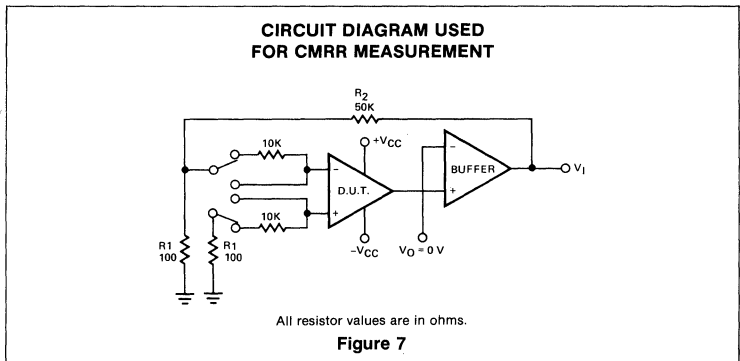 CIRCUIT DIAGRAM USED
FOR CMRR MEASUREMENT
R2
50K
10K
+VCC
−
D.U.T.
+
−
BUFFER
+
VI
10K
R1
100
R1
100
−VCC
VO = 0 V
All resistor values are in ohms.
Figure 7